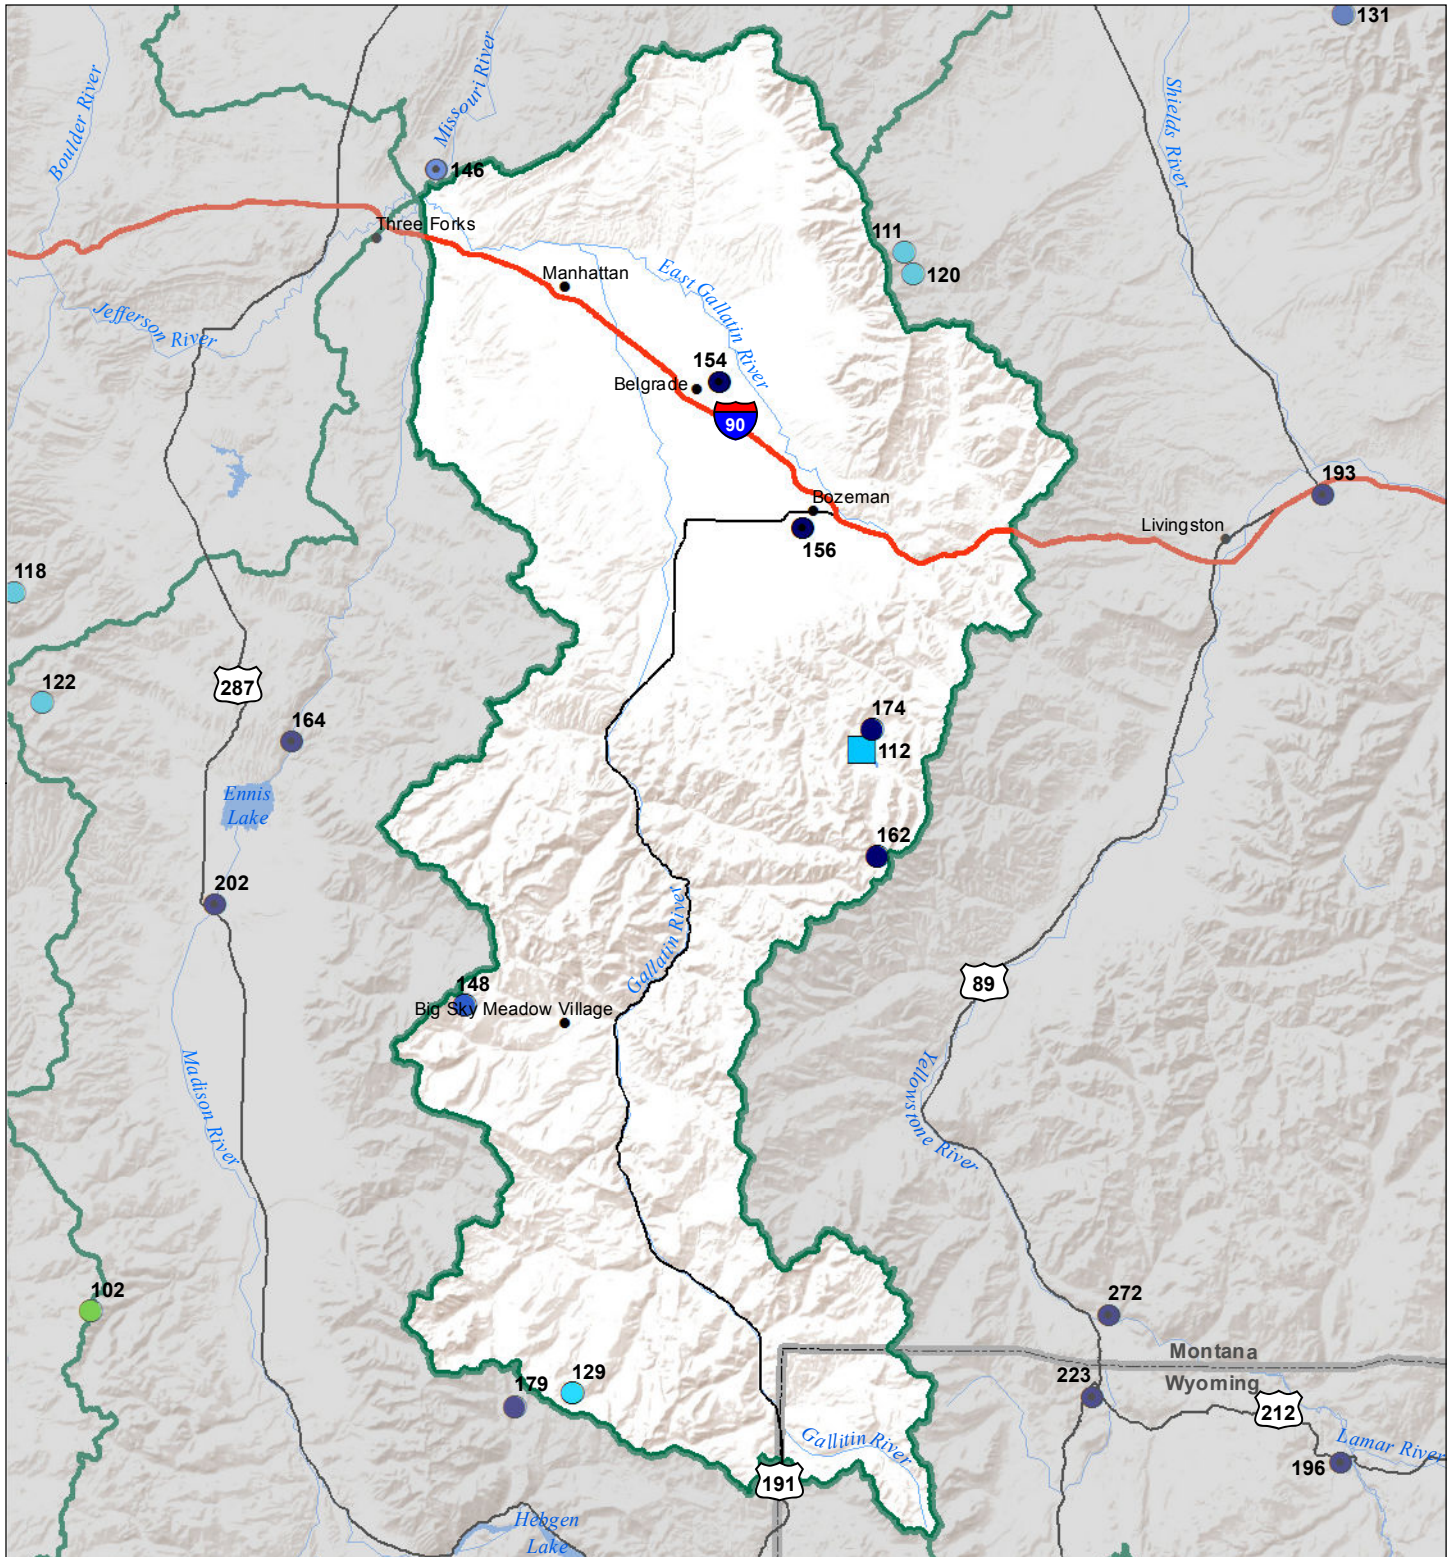 131
Missouri River
Boulder River
Shields River
146
Three Forks
111
120
East Gallatin River
Manhattan
Jefferson River
154
Belgrade
90
193
Bozeman
Livingston
156
118
287
122
164
174
112
Ennis
Lake
162
202
Gallatin River
148
89
Big Sky Meadow Village
Madison River
Yellowstone River
102
272
Montana
Wyoming
129
179
223
212
Gallitin River
Lamar River
196
191
Hebgen
Lake